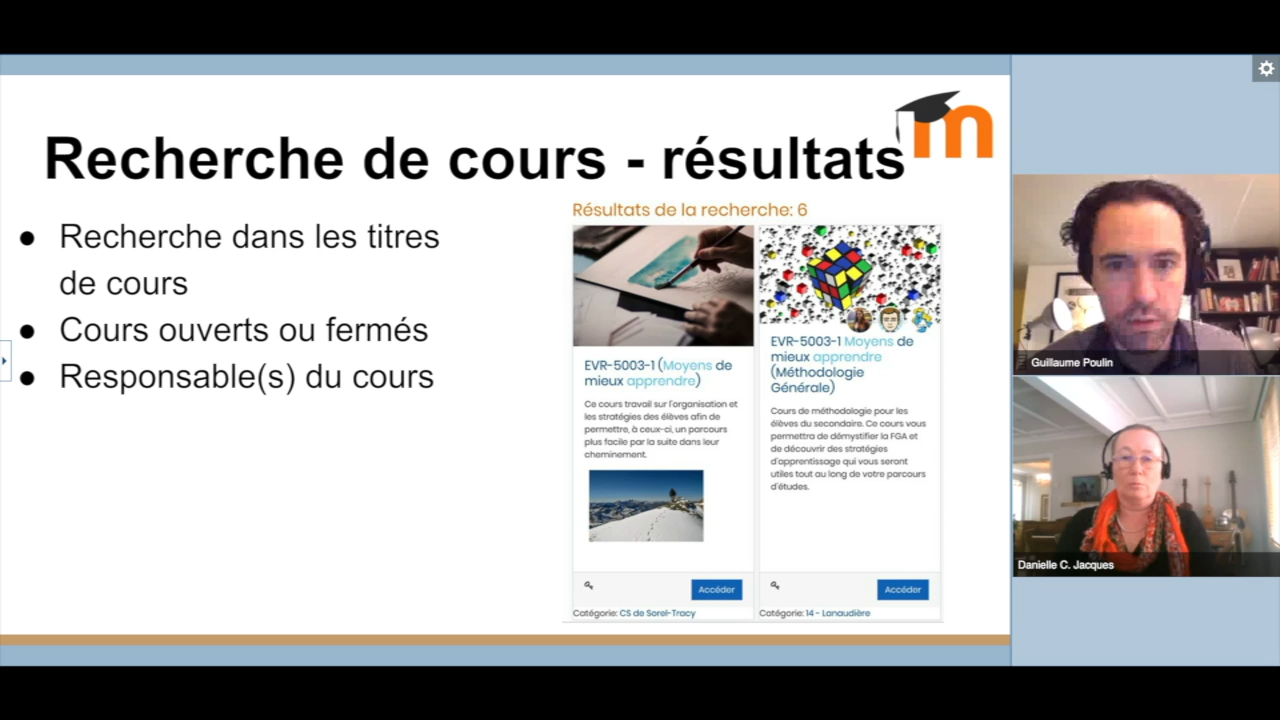 m
Recherche de cours - résultats
● Recherche dans les titres
de cours
● Cours ouverts ou fermés
● Responsable(s) du cours
Résultats de la recherche: 6
EVR-5003-1 (Moyens de
mieux apprendre)
Ce cours travail sur l'organisation et
les stratégies des élèves afin de
permettre, à ceux-ci, un parcours
plus facile par la suite dans leur
cheminement.
Accéder
Catégorie: CS de Sorel-Tracy
EVR-5003-1 Moyens de
mieux apprendre
(Méthodologie
Générale)
Cours de méthodologie pour les
élèves du secondaire. Ce cours vous
permettra de démystifier la FGA et
de découvrir des stratégies
d'apprentissage qui vous seront
utiles tout au long de votre parcours
d'études.
Accéder
Catégorie: 14 - Lanaudière
Guillaume Poulin
Danielle C. Jacques